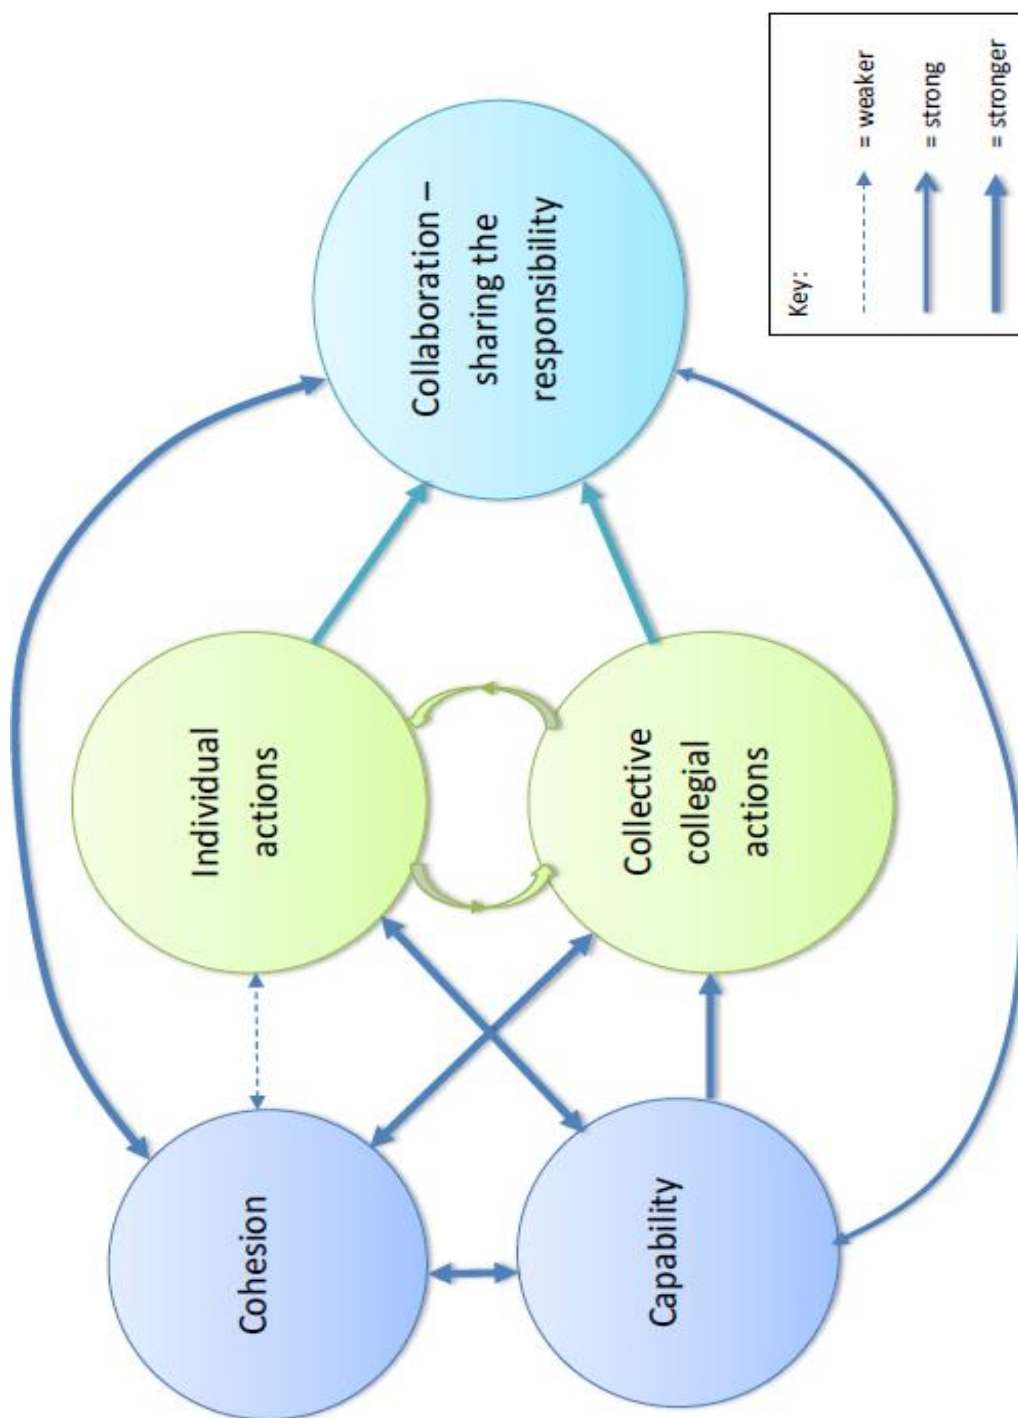 Cohesion
Capability
Individual
actions
Collective
collegial
actions
Collaboration –
sharing the
responsibility
Key:
= weaker
= strong
= stronger